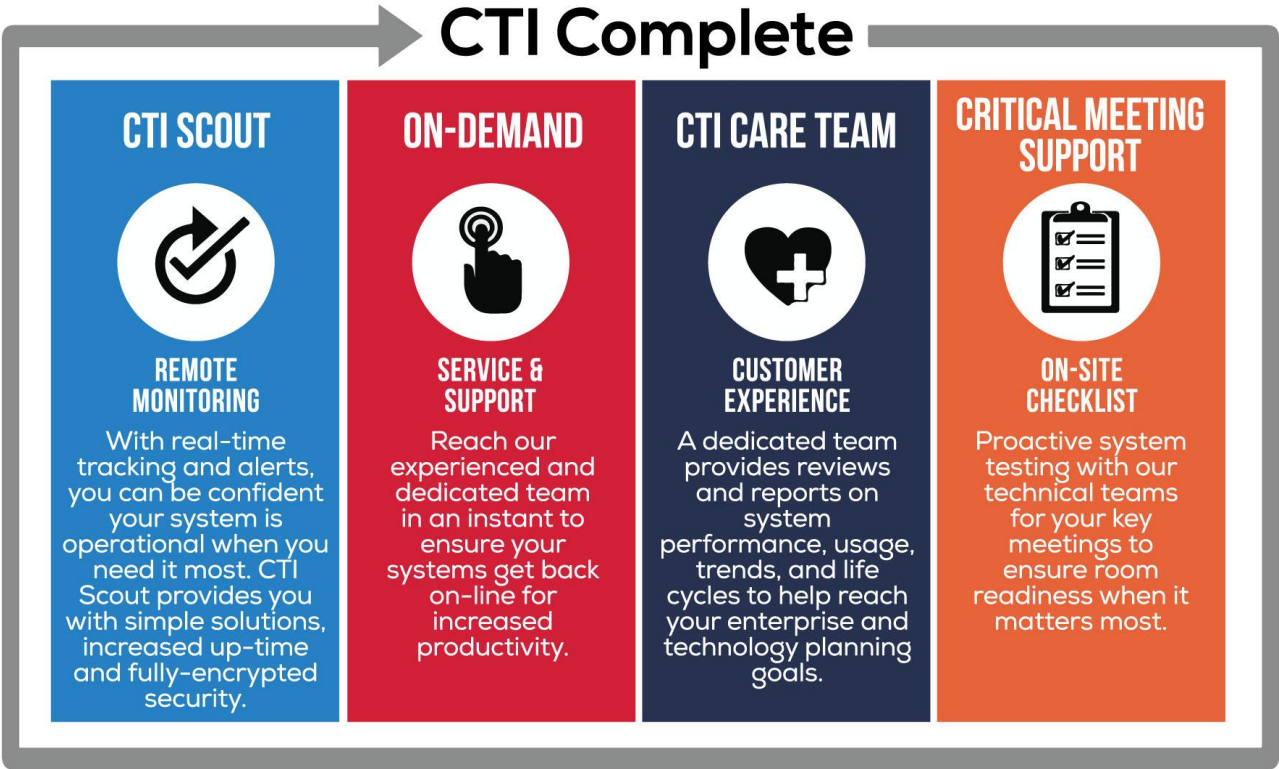 CTI Complete
CTI SCOUT
REMOTE
MONITORING
With real-time
tracking and alerts,
you can be confident
your system is
operational when you
need it most. CTI
Scout provides you
with simple solutions,
increased up-time
and fully-encrypted
security.
ON-DEMAND
SERVICE &
SUPPORT
Reach our
experienced and
dedicated team
in an instant to
ensure your
systems get back
on-line for
increased
productivity.
CTI CARE TEAM
CUSTOMER
EXPERIENCE
A dedicated team
provides reviews
and reports on
system
performance, usage,
trends, and life
cycles to help reach
your enterprise and
technology planning
goals.
CRITICAL MEETING
SUPPORT
ON-SITE
CHECKLIST
Proactive system
testing with our
technical teams
for your key
meetings to
ensure room
readiness when it
matters most.